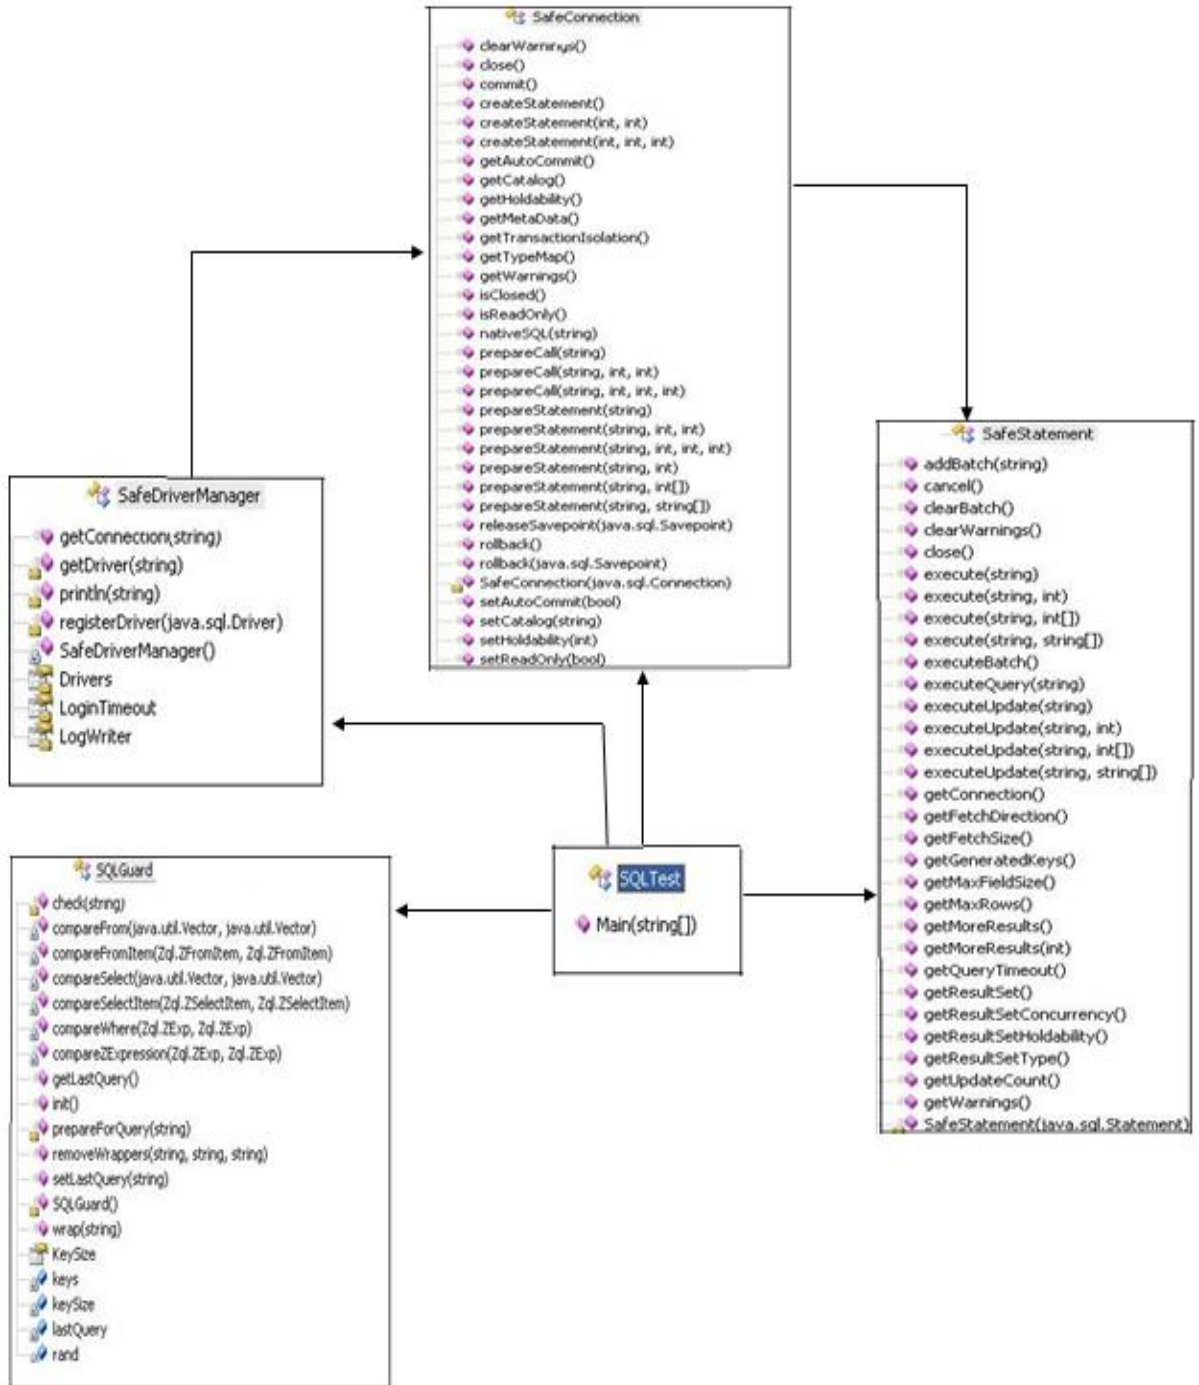 SafeConnection
clearWarnings()
close()
commit()
createStatement()
createStatement(int, int)
createStatement(int, int, int)
getAutoCommit()
getCatalog()
getHoldability()
getMetaData()
getTransactionIsolation()
getTypeMap()
getWarnings()
isClosed()
isReadOnly()
nativeSQL(string)
prepareCall(string)
prepareCall(string, int, int)
prepareCall(string, int, int, int)
prepareStatement(string)
prepareStatement(string, int, int)
prepareStatement(string, int, int, int)
prepareStatement(string, int)
prepareStatement(string, int[])
prepareStatement(string, string[])
releaseSavepoint(java.sql.Savepoint)
rollback()
rollback(java.sql.Savepoint)
SafeConnection(java.sql.Connection)
setAutoCommit(bool)
setCatalog(string)
setHoldability(int)
setReadOnly(bool)
SafeDriverManager
getConnection(string)
getDriver(string)
println(string)
registerDriver(java.sql.Driver)
SafeDriverManager()
Drivers
LoginTimeout
LogWriter
SafeStatement
addBatch(string)
cancel()
clearBatch()
clearWarnings()
close()
execute(string)
execute(string, int)
execute(string, int[])
execute(string, string[])
executeBatch()
executeQuery(string)
executeUpdate(string)
executeUpdate(string, int)
executeUpdate(string, int[])
executeUpdate(string, string[])
getConnection()
getFetchDirection()
getFetchSize()
getGeneratedKeys()
getMaxFieldSize()
getMaxRows()
getMoreResults()
getMoreResults(int)
getQueryTimeout()
getResultSet()
getResultSetConcurrency()
getResultSetHoldability()
getResultSetType()
getUpdateCount()
getWarnings()
SafeStatement(java.sql.Statement)
SQLTest
Main(string[])
SQLGuard
check(string)
compareFrom(java.util.Vector, java.util.Vector)
compareFromItem(Zql.ZFromItem, Zql.ZFromItem)
compareSelect(java.util.Vector, java.util.Vector)
compareSelectItem(Zql.ZSelectItem, Zql.ZSelectItem)
compareWhere(Zql.ZExp, Zql.ZExp)
compareZExpression(Zql.ZExp, Zql.ZExp)
getLastQuery()
init()
prepareForQuery(string)
removeWrappers(string, string, string)
setLastQuery(string)
SQLGuard()
wrap(string)
KeySize
keys
keySize
lastQuery
rand